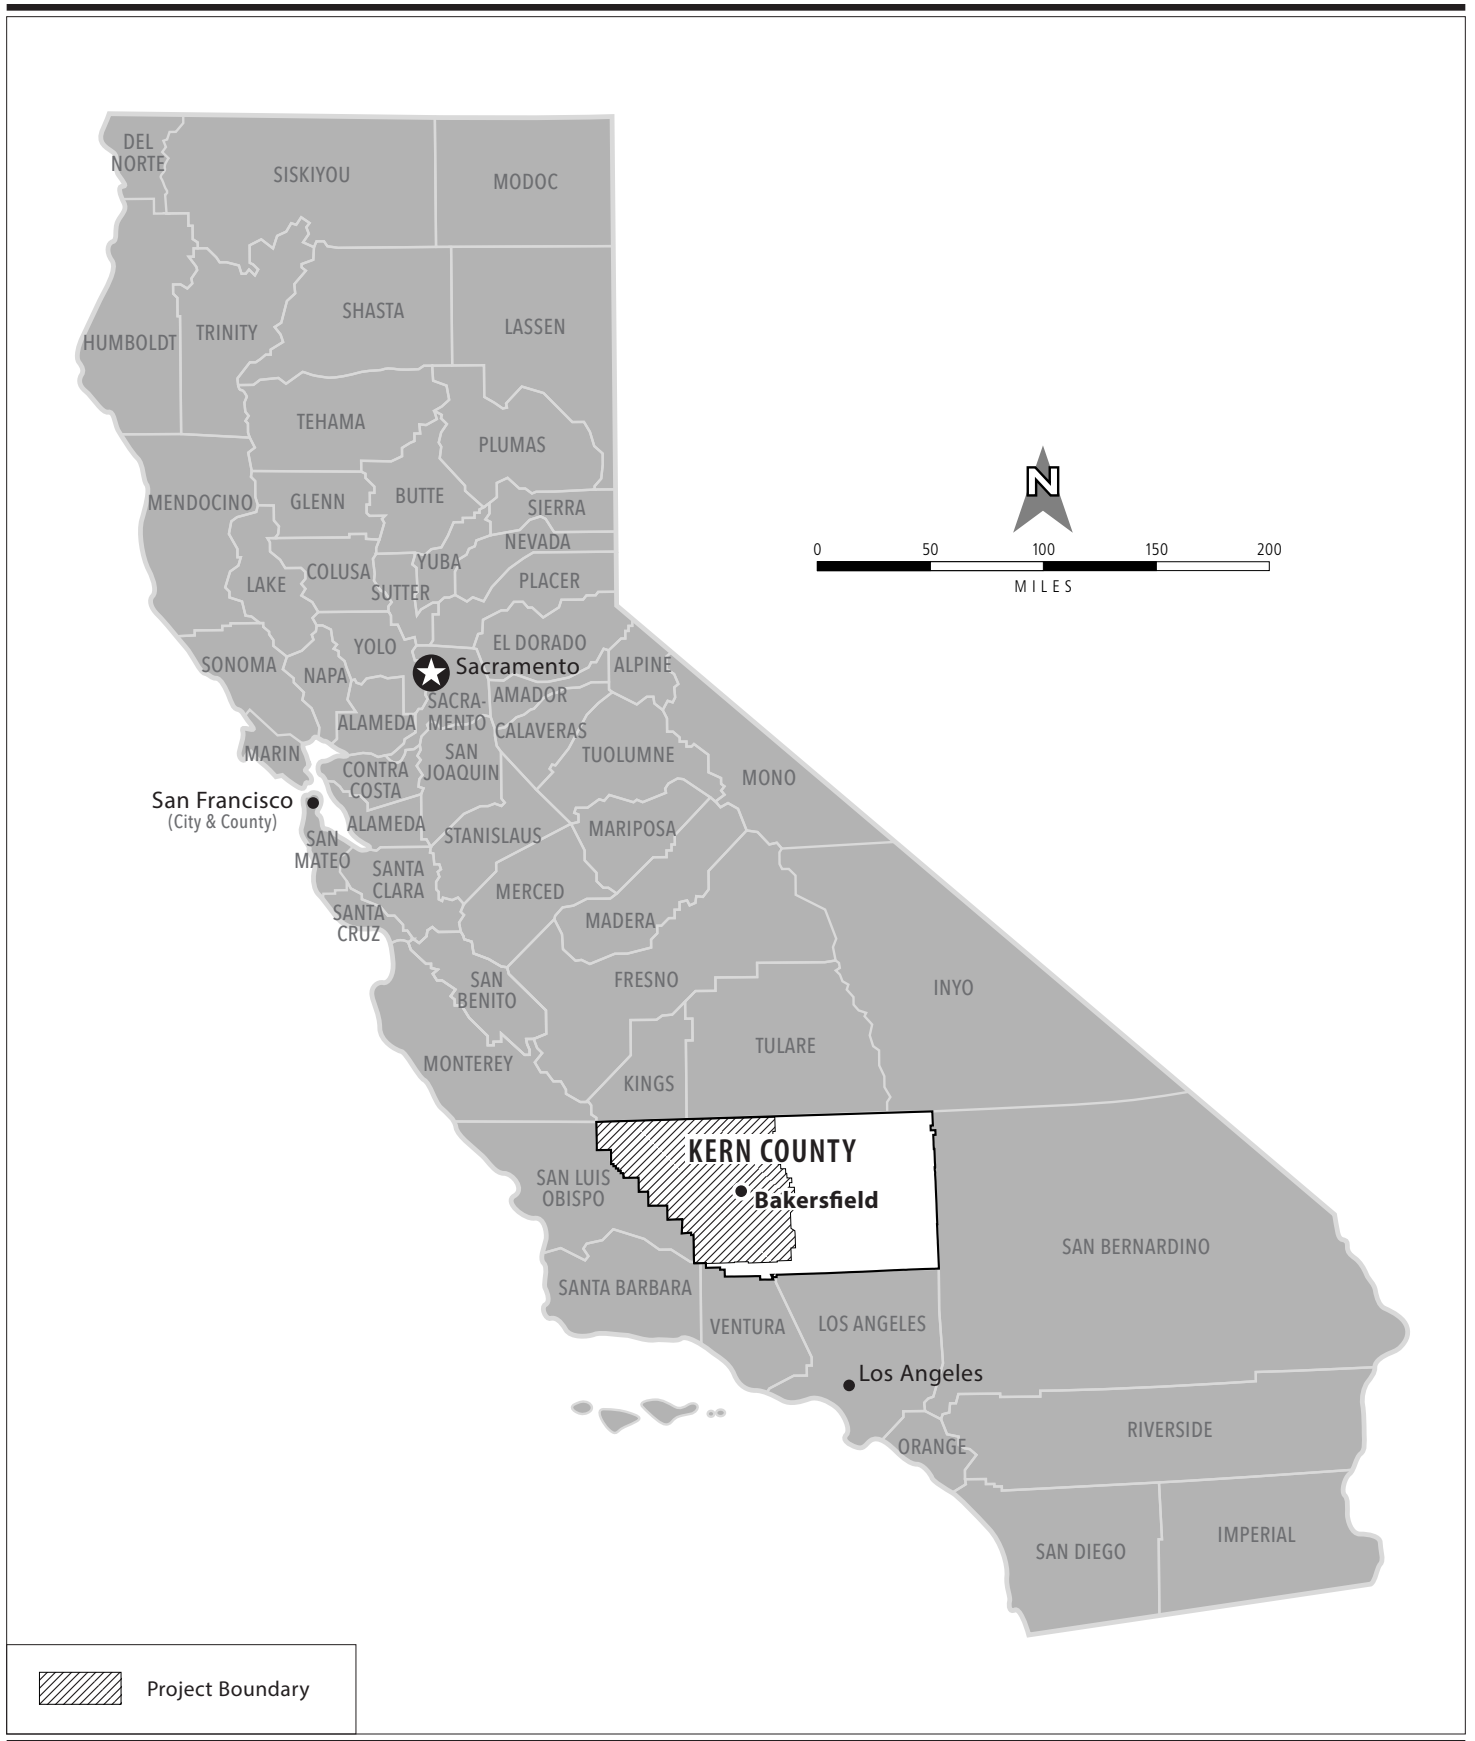 DEL
NORTE
SISKIYOU
MODOC
SHASTA
LASSEN
HUMBOLDT
TRINITY
TEHAMA
PLUMAS
N
MENDOCINO
GLENN
BUTTE
SIERRA
NEVADA
0 50 100 150 200
MILES
YUBA
COLUSA
LAKE
SUTTER
PLACER
YOLO
EL DORADO
SONOMA
NAPA
Sacramento
ALPINE
SACRA-
MENTO
AMADOR
ALAMEDA
CALAVERAS
MARIN
SAN
JOAQUIN
TUOLUMNE
CONTRA
COSTA
MONO
San Francisco
(City & County)
ALAMEDA
STANISLAUS
MARIPOSA
SAN
MATEO
SANTA
CLARA
MERCED
SANTA
CRUZ
MADERA
SAN
BENITO
FRESNO
INYO
TULARE
MONTEREY
KINGS
KERN COUNTY
SAN LUIS
OBISPO
Bakersfield
SAN BERNARDINO
SANTA BARBARA
VENTURA
LOS ANGELES
Los Angeles
RIVERSIDE
ORANGE
SAN DIEGO
IMPERIAL
Project Boundary